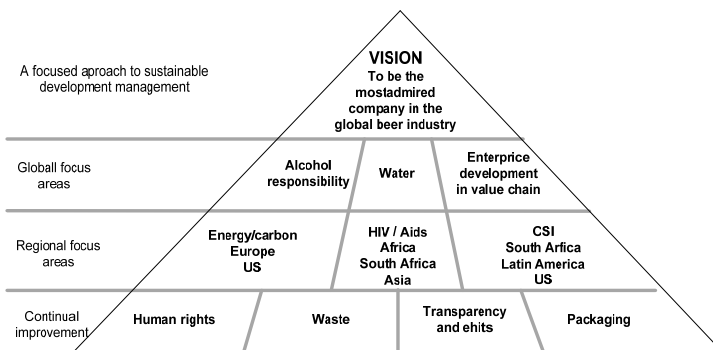 A focused aproach to sustainable
development management
VISION
To be the
mostadmired
company in the
global beer industry
Globall focus
areas
Alcohol
responsibility
Water
Enterprice
development
in value chain
Regional focus
areas
Energy/carbon
Europe
US
HIV / Aids
Africa
South Africa
Asia
CSI
South Arfica
Latin America
US
Continual
improvement
Human rights
Waste
Transparency
and ehits
Packaging